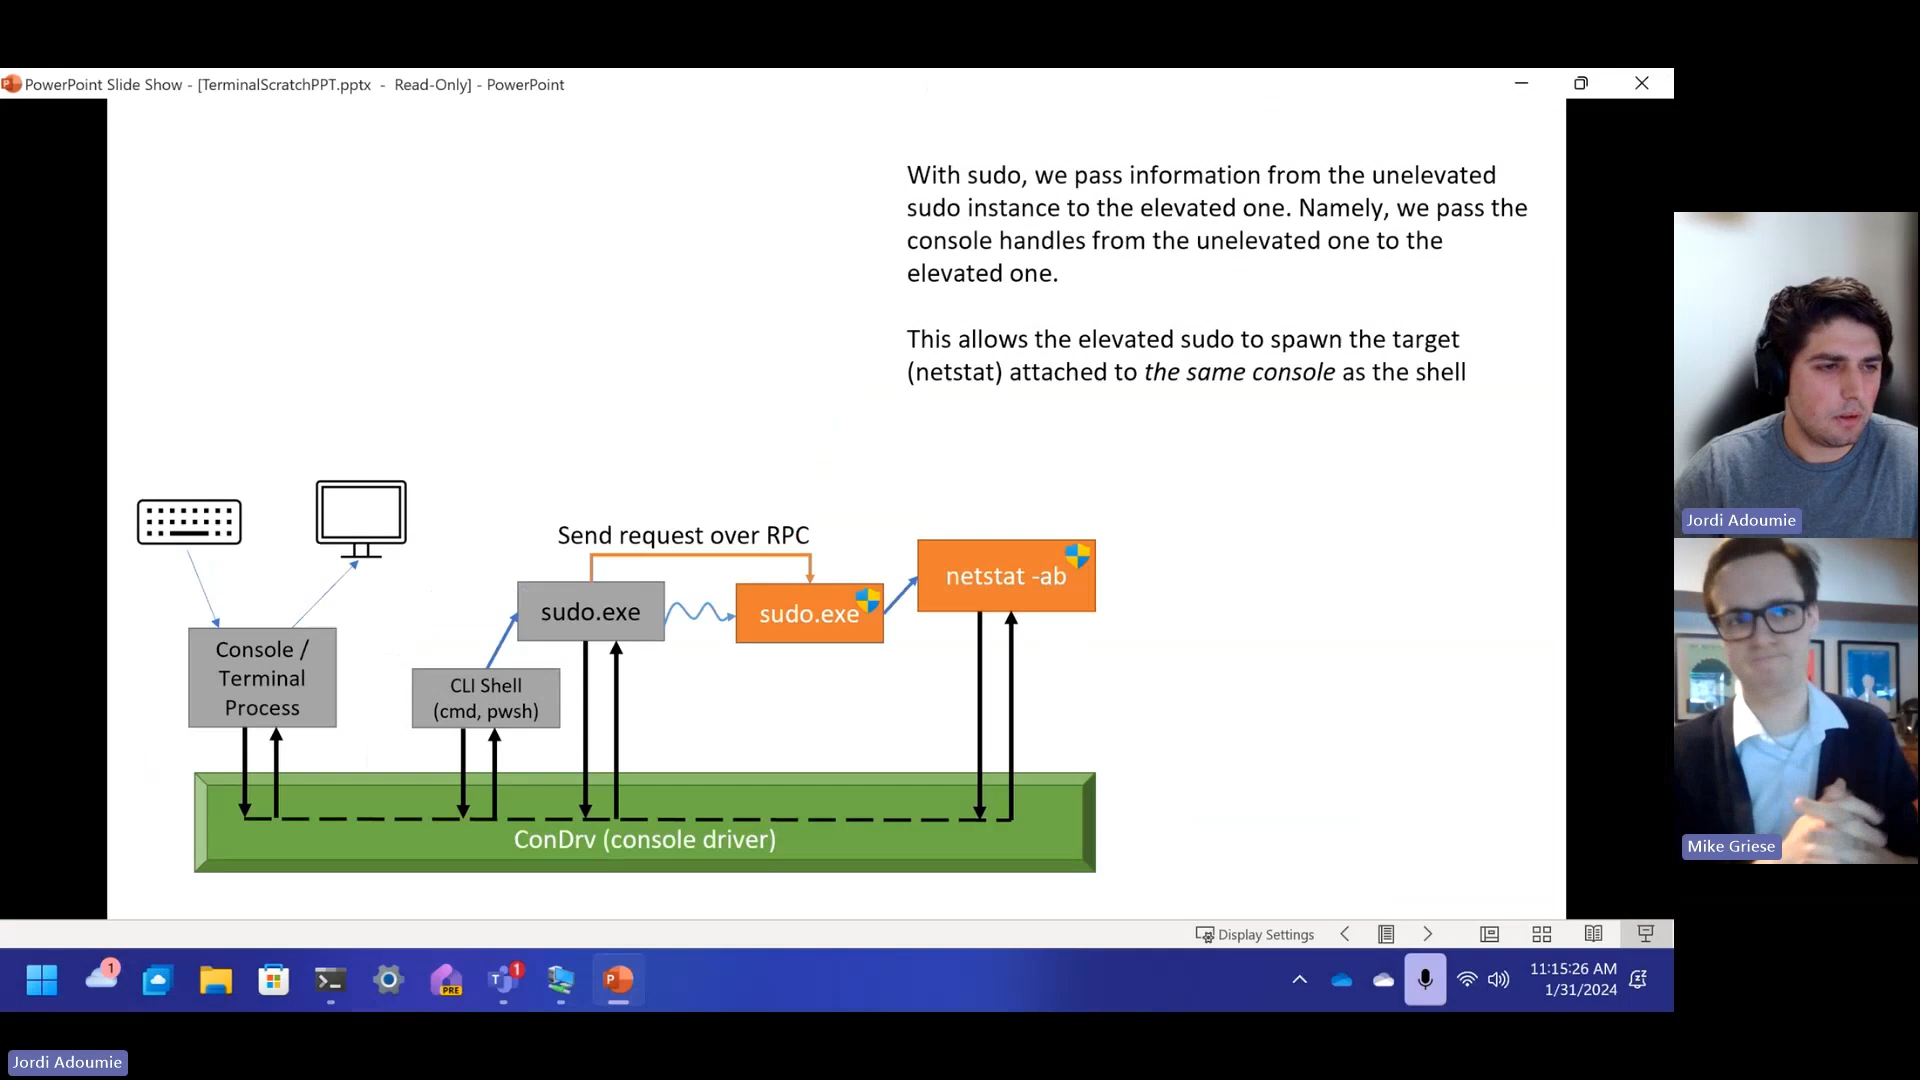 PowerPoint Slide Show - [TerminalScratchPPT.pptx - Read-Only] - PowerPoint
With sudo, we pass information from the unelevated
sudo instance to the elevated one. Namely, we pass the
console handles from the unelevated one to the
elevated one.
This allows the elevated sudo to spawn the target
(netstat) attached to the same console as the shell
Send request over RPC
netstat -ab
sudo.exe
sudo.exe
Console /
Terminal
Process
CLI Shell
(cmd, pwsh)
ConDrv (console driver)
Jordi Adoumie
Mike Griese
Display Settings
1
PRE
T
1
P
11:15:26 AM
1/31/2024
Jordi Adoumie